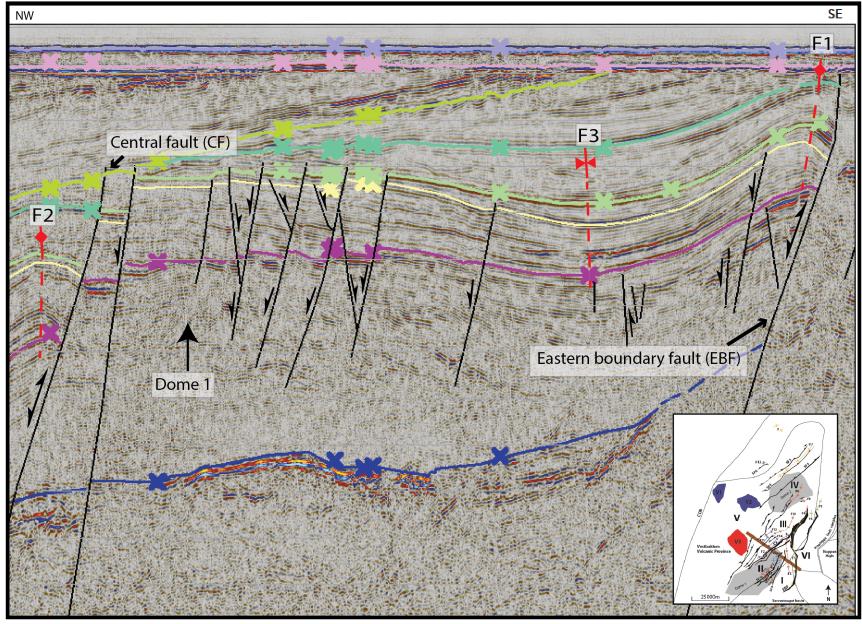 NW
SE
F1
Central fault (CF)
F3
F2
Dome 1
Eastern boundary fault (EBF)
IV
V
III
VI
Vestbakken
Volcanic Province
II
I
25000m
N